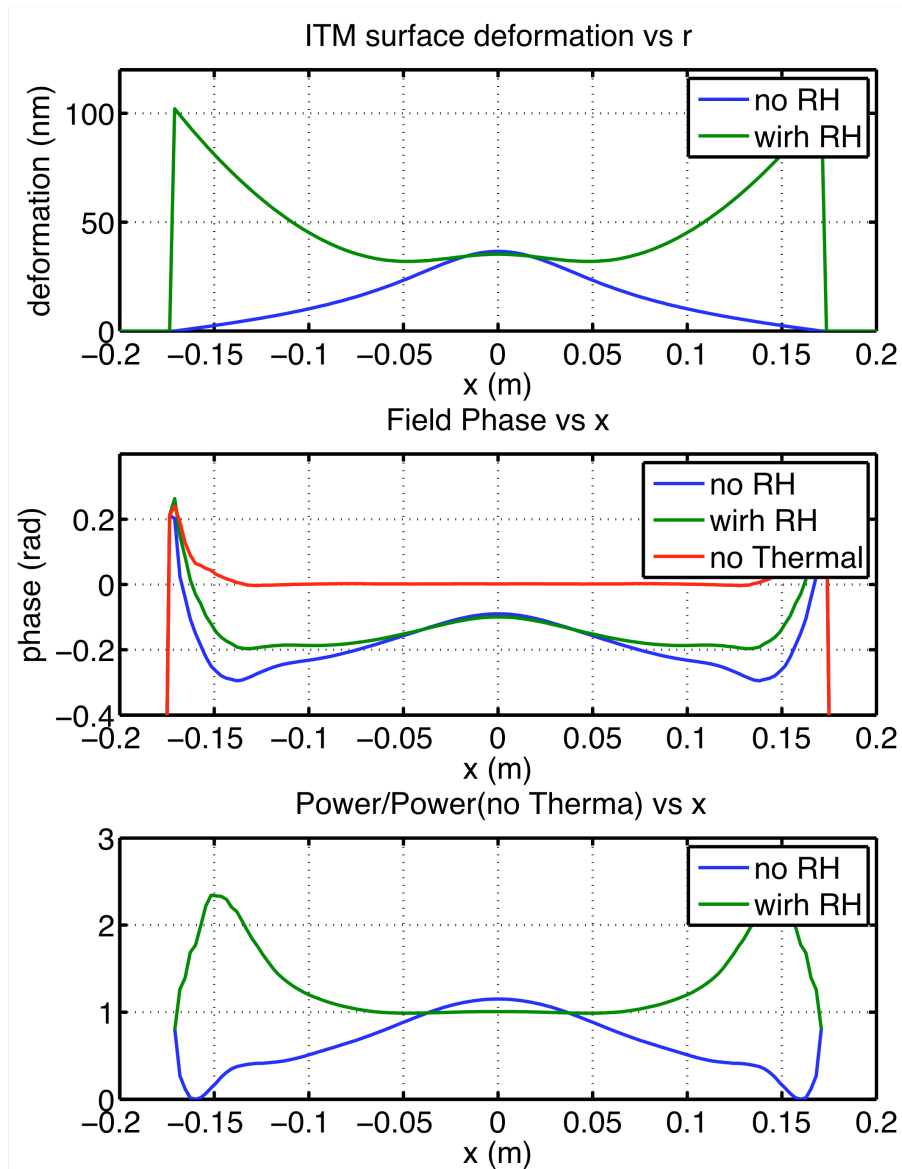 ITM surface deformation vs r
deformation (nm)
100
50
0
no RH
wirh RH
−0.2 −0.15 −0.1 −0.05 0 0.05 0.1 0.15 0.2
x (m)
Field Phase vs x
phase (rad)
0.2
0
−0.2
−0.4
no RH
wirh RH
no Thermal
−0.2 −0.15 −0.1 −0.05 0 0.05 0.1 0.15 0.2
x (m)
Power/Power(no Therma) vs x
3
2
1
0
no RH
wirh RH
−0.2 −0.15 −0.1 −0.05 0 0.05 0.1 0.15 0.2
x (m)